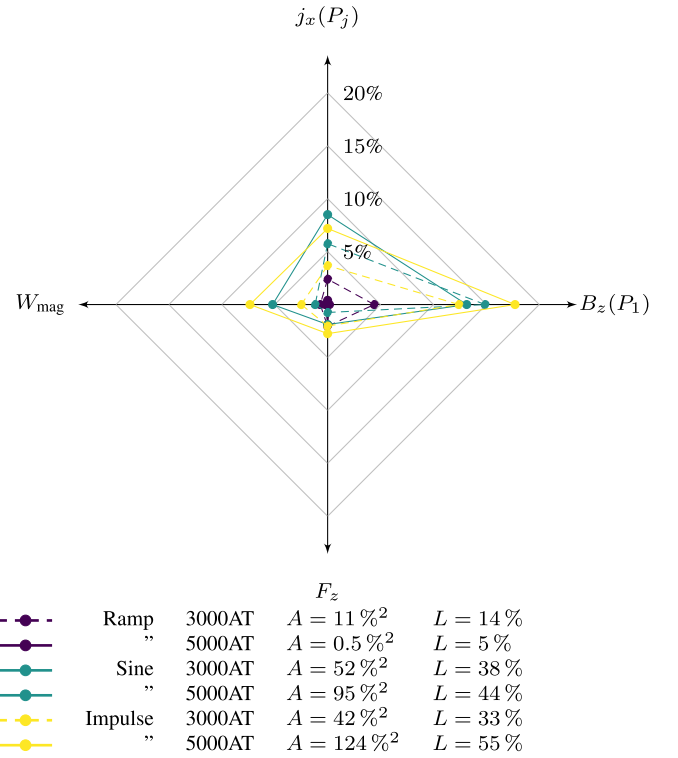 j_x(P_j)
20%
15%
10%
5%
W_mag
B_z(P_1)
F_z
Ramp 3000AT A = 11 %² L = 14 %
” 5000AT A = 0.5 %² L = 5 %
Sine 3000AT A = 52 %² L = 38 %
” 5000AT A = 95 %² L = 44 %
Impulse 3000AT A = 42 %² L = 33 %
” 5000AT A = 124 %² L = 55 %